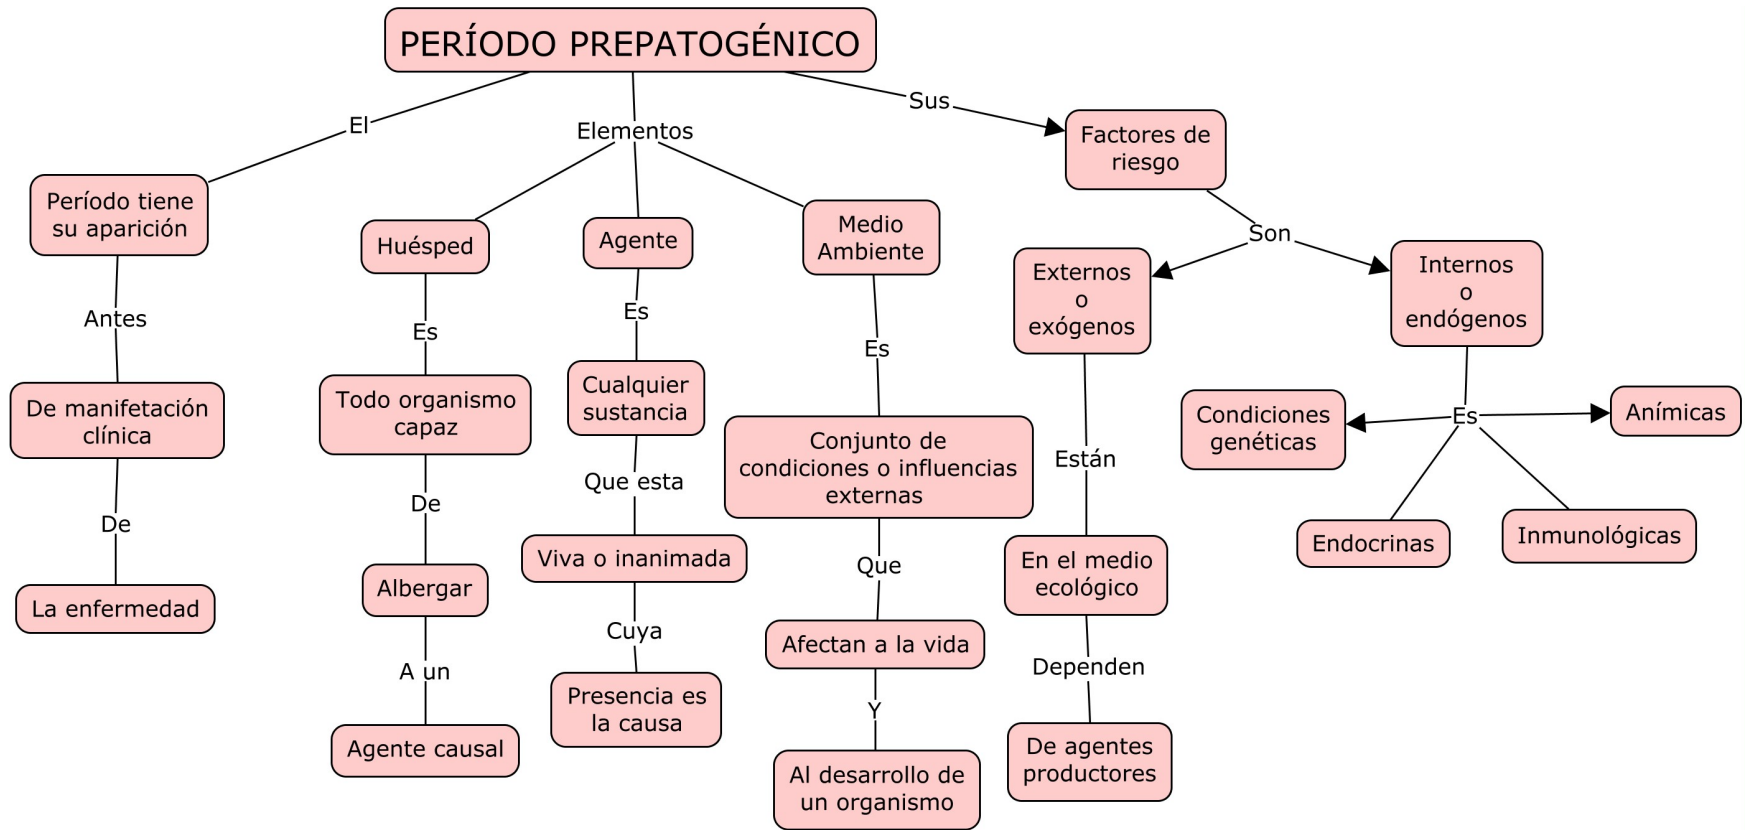 PERÍODO PREPATOGÉNICO
El
Elementos
Sus
Período tiene
su aparición
Antes
De manifetación
clínica
De
La enfermedad
Huésped
Es
Todo organismo
capaz
De
Albergar
A un
Agente causal
Agente
Es
Cualquier
sustancia
Que esta
Viva o inanimada
Cuya
Presencia es
la causa
Medio
Ambiente
Es
Conjunto de
condiciones o influencias
externas
Que
Afectan a la vida
Y
Al desarrollo de
un organismo
Factores de
riesgo
Son
Externos
o
exógenos
Están
En el medio
ecológico
Dependen
De agentes
productores
Internos
o
endógenos
Es
Condiciones
genéticas
Anímicas
Endocrinas
Inmunológicas